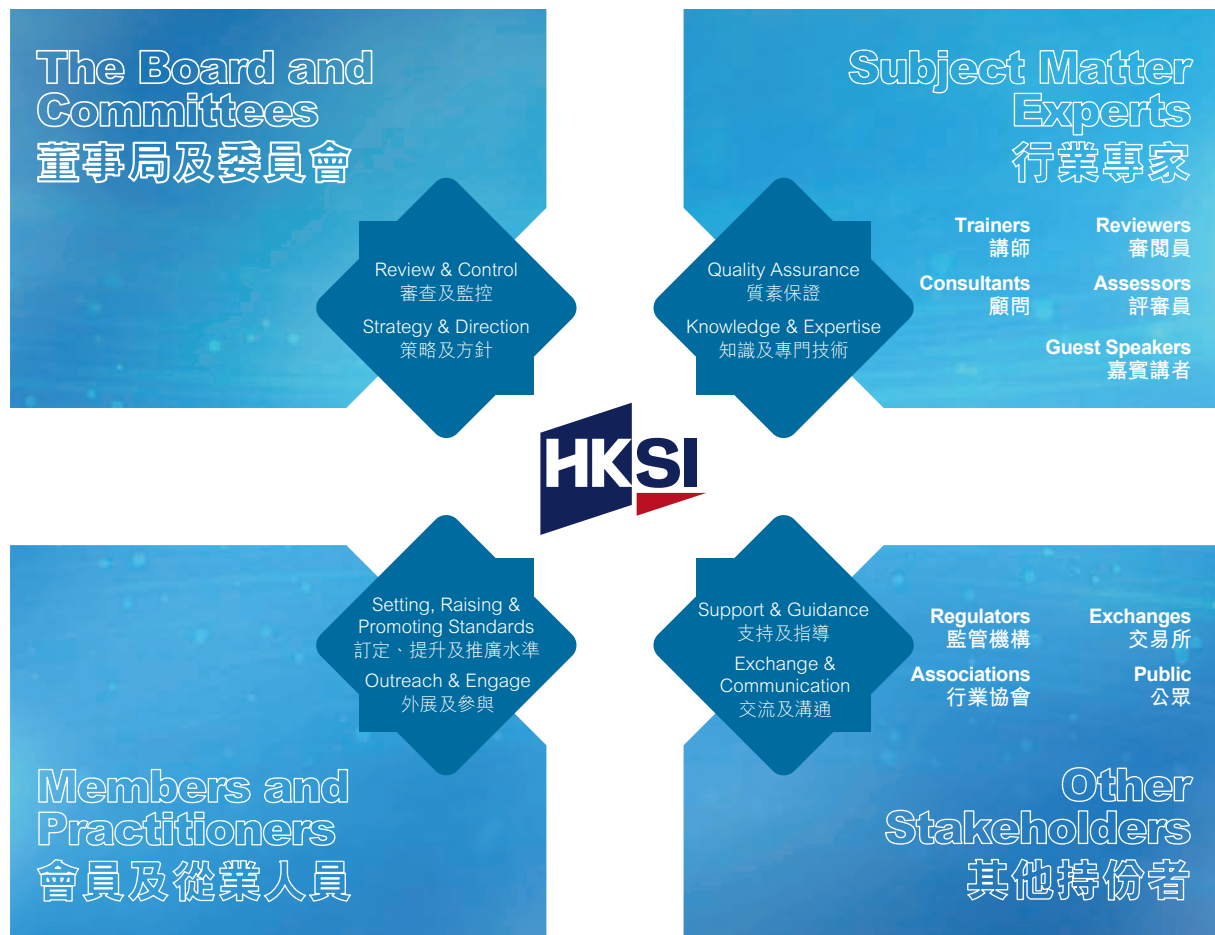 The Board and
Committees
董事局及委員會
Review & Control
審查及監控
Strategy & Direction
策略及方針
Subject Matter
Experts
行業專家
Quality Assurance
質素保證
Knowledge & Expertise
知識及專門技術
Trainers
講師
Reviewers
審閱員
Consultants
顧問
Assessors
評審員
Guest Speakers
嘉賓講者
HKSI
Setting, Raising &
Promoting Standards
訂定、提升及推廣水準
Outreach & Engage
外展及參與
Members and
Practitioners
會員及從業人員
Support & Guidance
支持及指導
Exchange &
Communication
交流及溝通
Regulators
監管機構
Exchanges
交易所
Associations
行業協會
Public
公眾
Other
Stakeholders
其他持份者